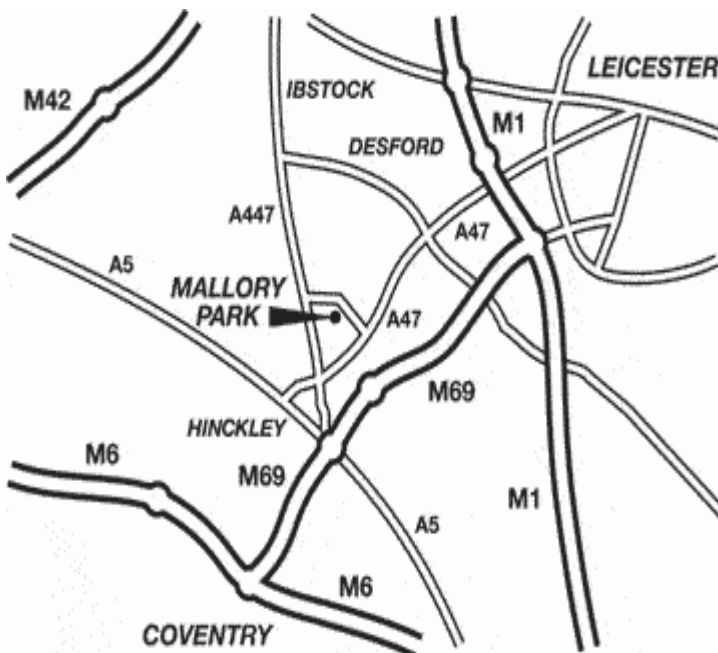 LEICESTER
IBSTOCK
M42
M1
DESFORD
A447
A47
A5
MALLORY
PARK
A47
M69
HINCKLEY
M6
M69
M1
A5
M6
COVENTRY